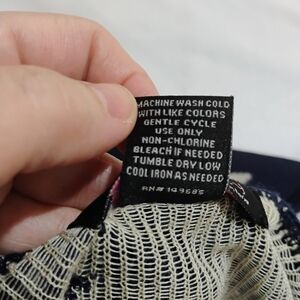 MACHINE WASH COLD
WITH LIKE COLORS
GENTLE CYCLE
USE ONLY
NON-CHLORINE
BLEACH IF NEEDED
TUMBLE DRY LOW
COOL IRON AS NEEDED
RN# 149685